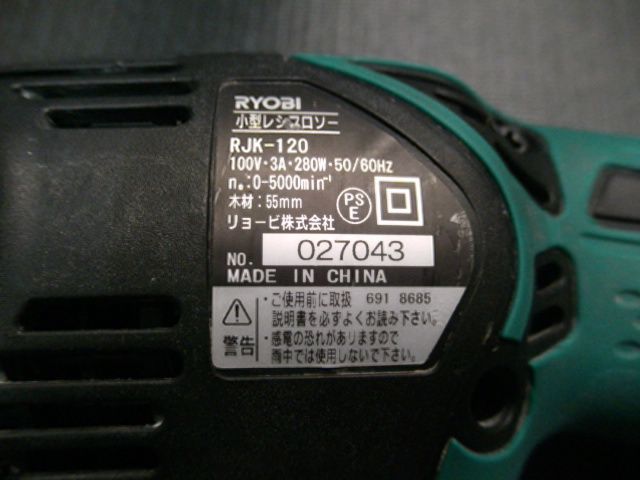 RYOBI
小型レシプロソー
RJK-120
100V・3A・280W・50/60Hz
n₀:0-5000min⁻¹
木材:55mm
PS
E
リョービ株式会社
NO. 027043
MADE IN CHINA
警告
・ご使用前に取扱 691 8685
説明書を必ずよくお読み下さい。
・感電の恐れがありますので
雨中では使用しないで下さい。